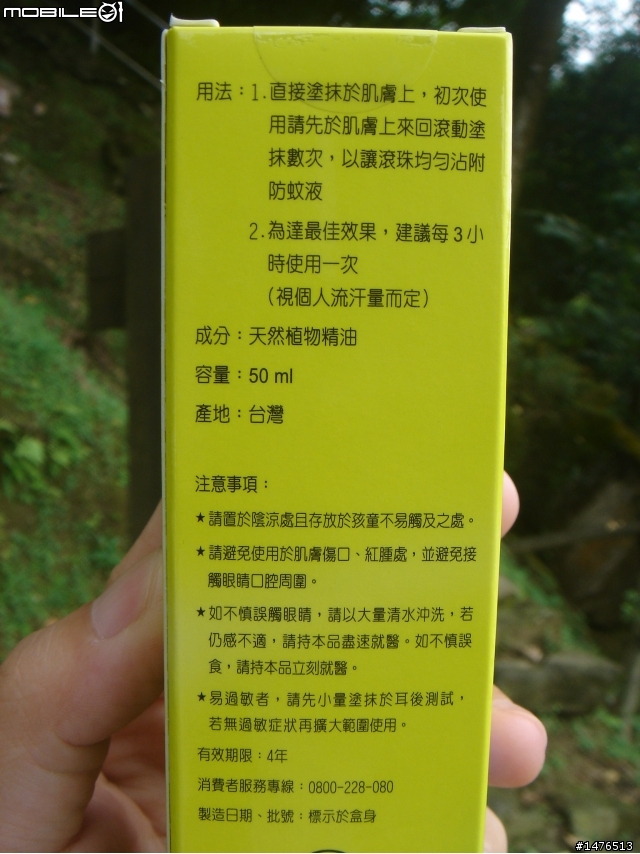 MOBILE01
用法：1.直接塗抹於肌膚上，初次使
用請先於肌膚上來回滾動塗
抹數次，以讓滾珠均勻沾附
防蚊液
2.為達最佳效果，建議每3小
時使用一次
(視個人流汗量而定)
成分：天然植物精油
容量：50 ml
產地：台灣
注意事項：
★請置於陰涼處且存放於孩童不易觸及之處。
★請避免使用於肌膚傷口、紅腫處，並避免接
觸眼睛口腔周圍。
★如不慎誤觸眼睛，請以大量清水沖洗，若
仍感不適，請持本品盡速就醫。如不慎誤
食，請持本品立刻就醫。
★易過敏者，請先小量塗抹於耳後測試，
若無過敏症狀再擴大範圍使用。
有效期限：4年
消費者服務專線：0800-228-080
製造日期、批號：標示於盒身
#1476513